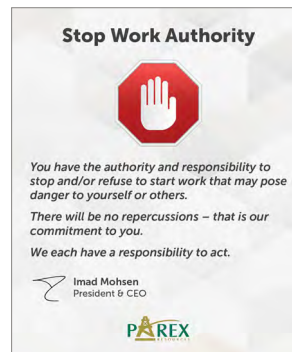 Stop Work Authority
You have the authority and responsibility to
stop and/or refuse to start work that may pose
danger to yourself or others.
There will be no repercussions – that is our
commitment to you.
We each have a responsibility to act.
Imad Mohsen
President & CEO
PAREX
RESOURCES